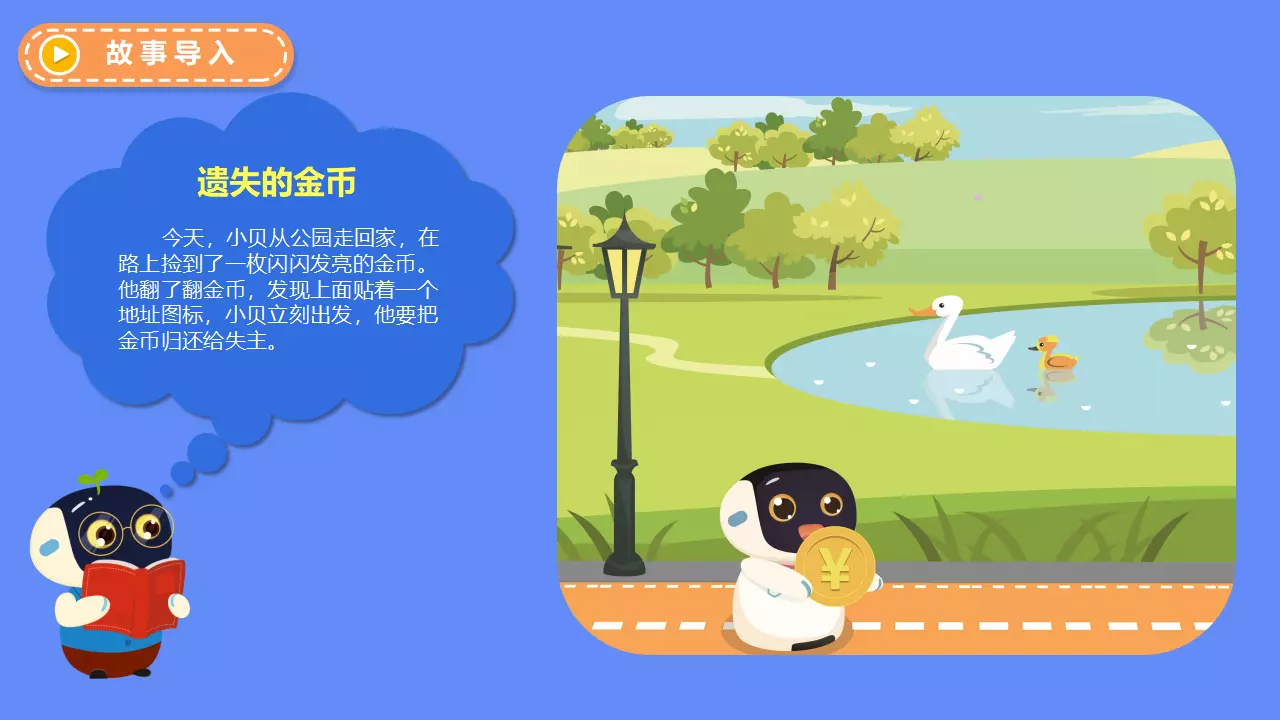 故事导入
遗失的金币
今天，小贝从公园走回家，在
路上捡到了一枚闪闪发亮的金币。
他翻了翻金币，发现上面贴着一个
地址图标，小贝立刻出发，他要把
金币归还给失主。
¥